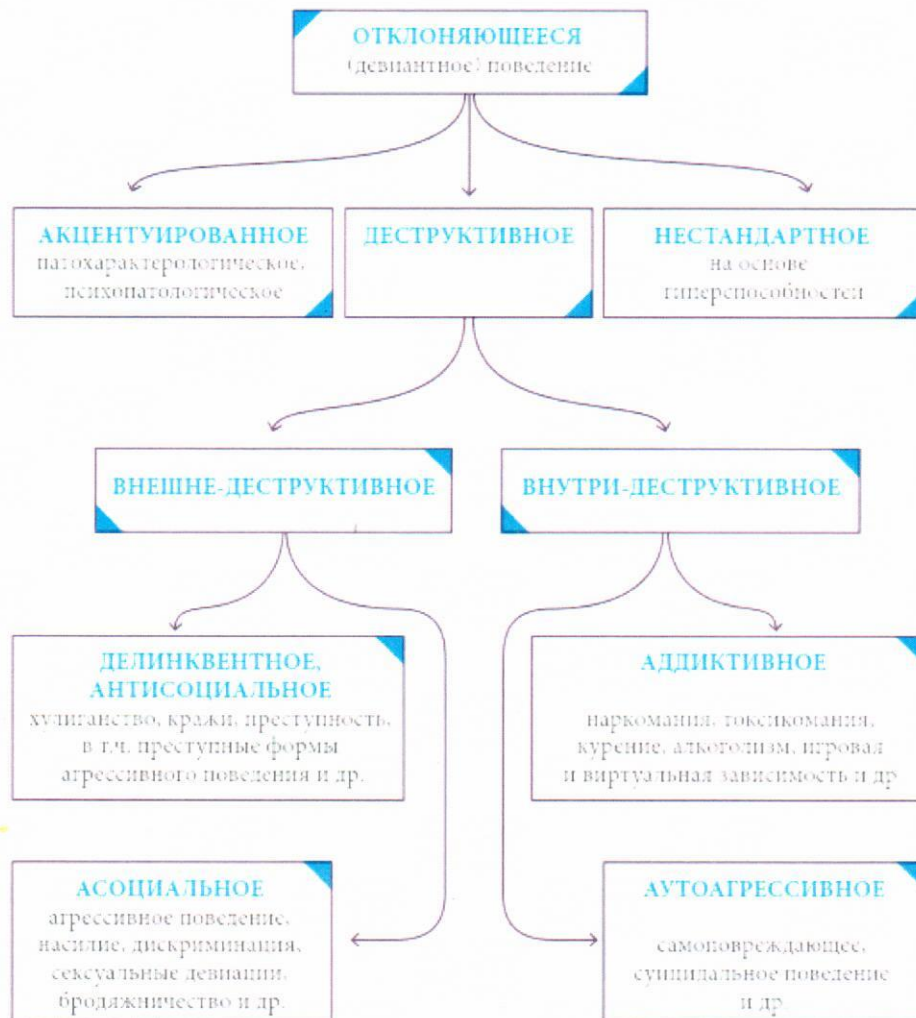 ОТКЛОНЯЮЩЕЕСЯ
(девиантное) поведение
АКЦЕНТУИРОВАННОЕ
патохарактерологическое,
психопатологическое
ДЕСТРУКТИВНОЕ
НЕСТАНДАРТНОЕ
на основе
гиперспособностей
ВНЕШНЕ-ДЕСТРУКТИВНОЕ
ВНУТРИ-ДЕСТРУКТИВНОЕ
ДЕЛИНКВЕНТНОЕ,
АНТИСОЦИАЛЬНОЕ
хулиганство, кражи, преступность,
в т.ч. преступные формы
агрессивного поведения и др.
АДДИКТИВНОЕ
наркомания, токсикомания,
курение, алкоголизм, игровая
и виртуальная зависимость и др
АСОЦИАЛЬНОЕ
агрессивное поведение,
насилие, дискриминация,
сексуальные девиации,
бродяжничество и др.
АУТОАГРЕССИВНОЕ
самоповреждающее,
суицидальное поведение
и др.